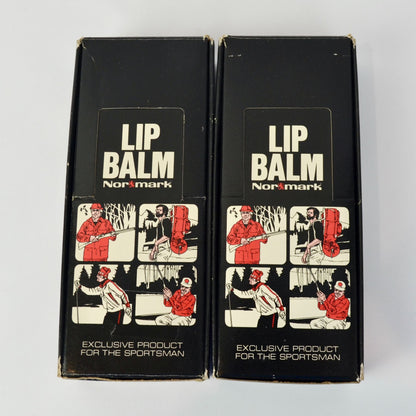 LIP
BALM
Normark
EXCLUSIVE PRODUCT
FOR THE SPORTSMAN
LIP
BALM
Normark
EXCLUSIVE PRODUCT
FOR THE SPORTSMAN